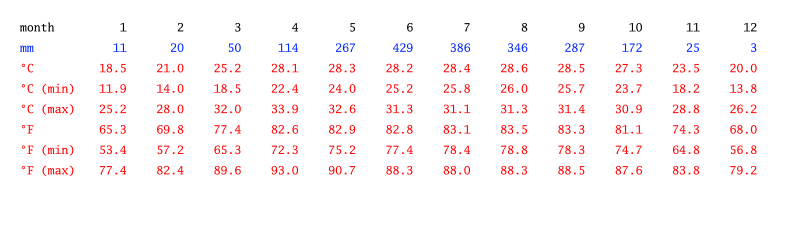 month 1 2 3 4 5 6 7 8 9 10 11 12
mm 11 20 50 114 267 429 386 346 287 172 25 3
°C 18.5 21.0 25.2 28.1 28.3 28.2 28.4 28.6 28.5 27.3 23.5 20.0
°C (min) 11.9 14.0 18.5 22.4 24.0 25.2 25.8 26.0 25.7 23.7 18.2 13.8
°C (max) 25.2 28.0 32.0 33.9 32.6 31.3 31.1 31.3 31.4 30.9 28.8 26.2
°F 65.3 69.8 77.4 82.6 82.9 82.8 83.1 83.5 83.3 81.1 74.3 68.0
°F (min) 53.4 57.2 65.3 72.3 75.2 77.4 78.4 78.8 78.3 74.7 64.8 56.8
°F (max) 77.4 82.4 89.6 93.0 90.7 88.3 88.0 88.3 88.5 87.6 83.8 79.2